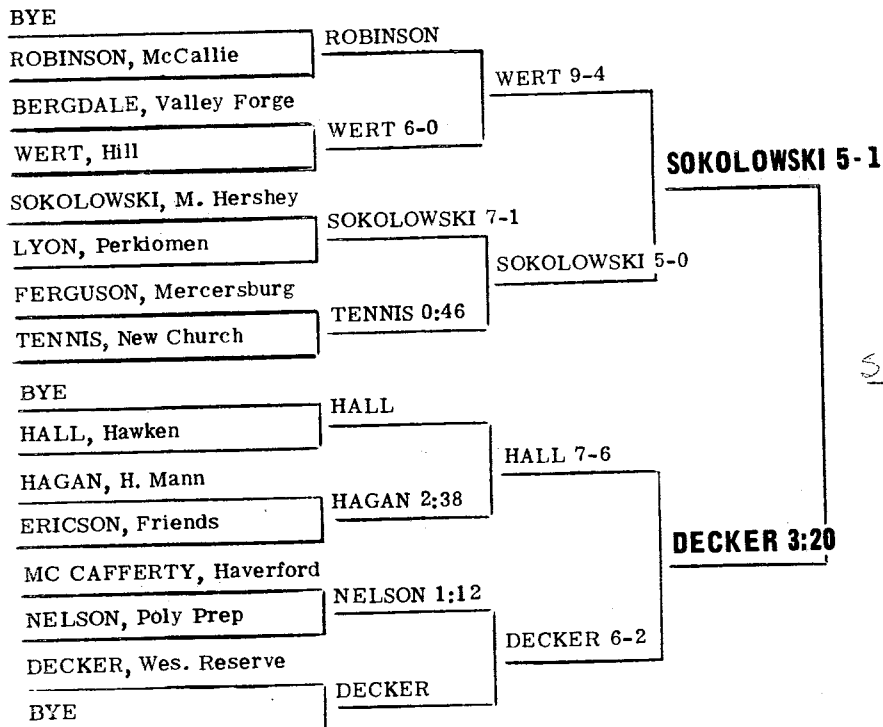 BYE
ROBINSON, McCallie
BERGDALE, Valley Forge
WERT, Hill
SOKOLOWSKI, M. Hershey
LYON, Perkiomen
FERGUSON, Mercersburg
TENNIS, New Church
BYE
HALL, Hawken
HAGAN, H. Mann
ERICSON, Friends
MC CAFFERTY, Haverford
NELSON, Poly Prep
DECKER, Wes. Reserve
BYE
ROBINSON
WERT 6-0
SOKOLOWSKI 7-1
TENNIS 0:46
HALL
HAGAN 2:38
NELSON 1:12
DECKER
WERT 9-4
SOKOLOWSKI 5-0
HALL 7-6
DECKER 6-2
SOKOLOWSKI 5-1
DECKER 3:20